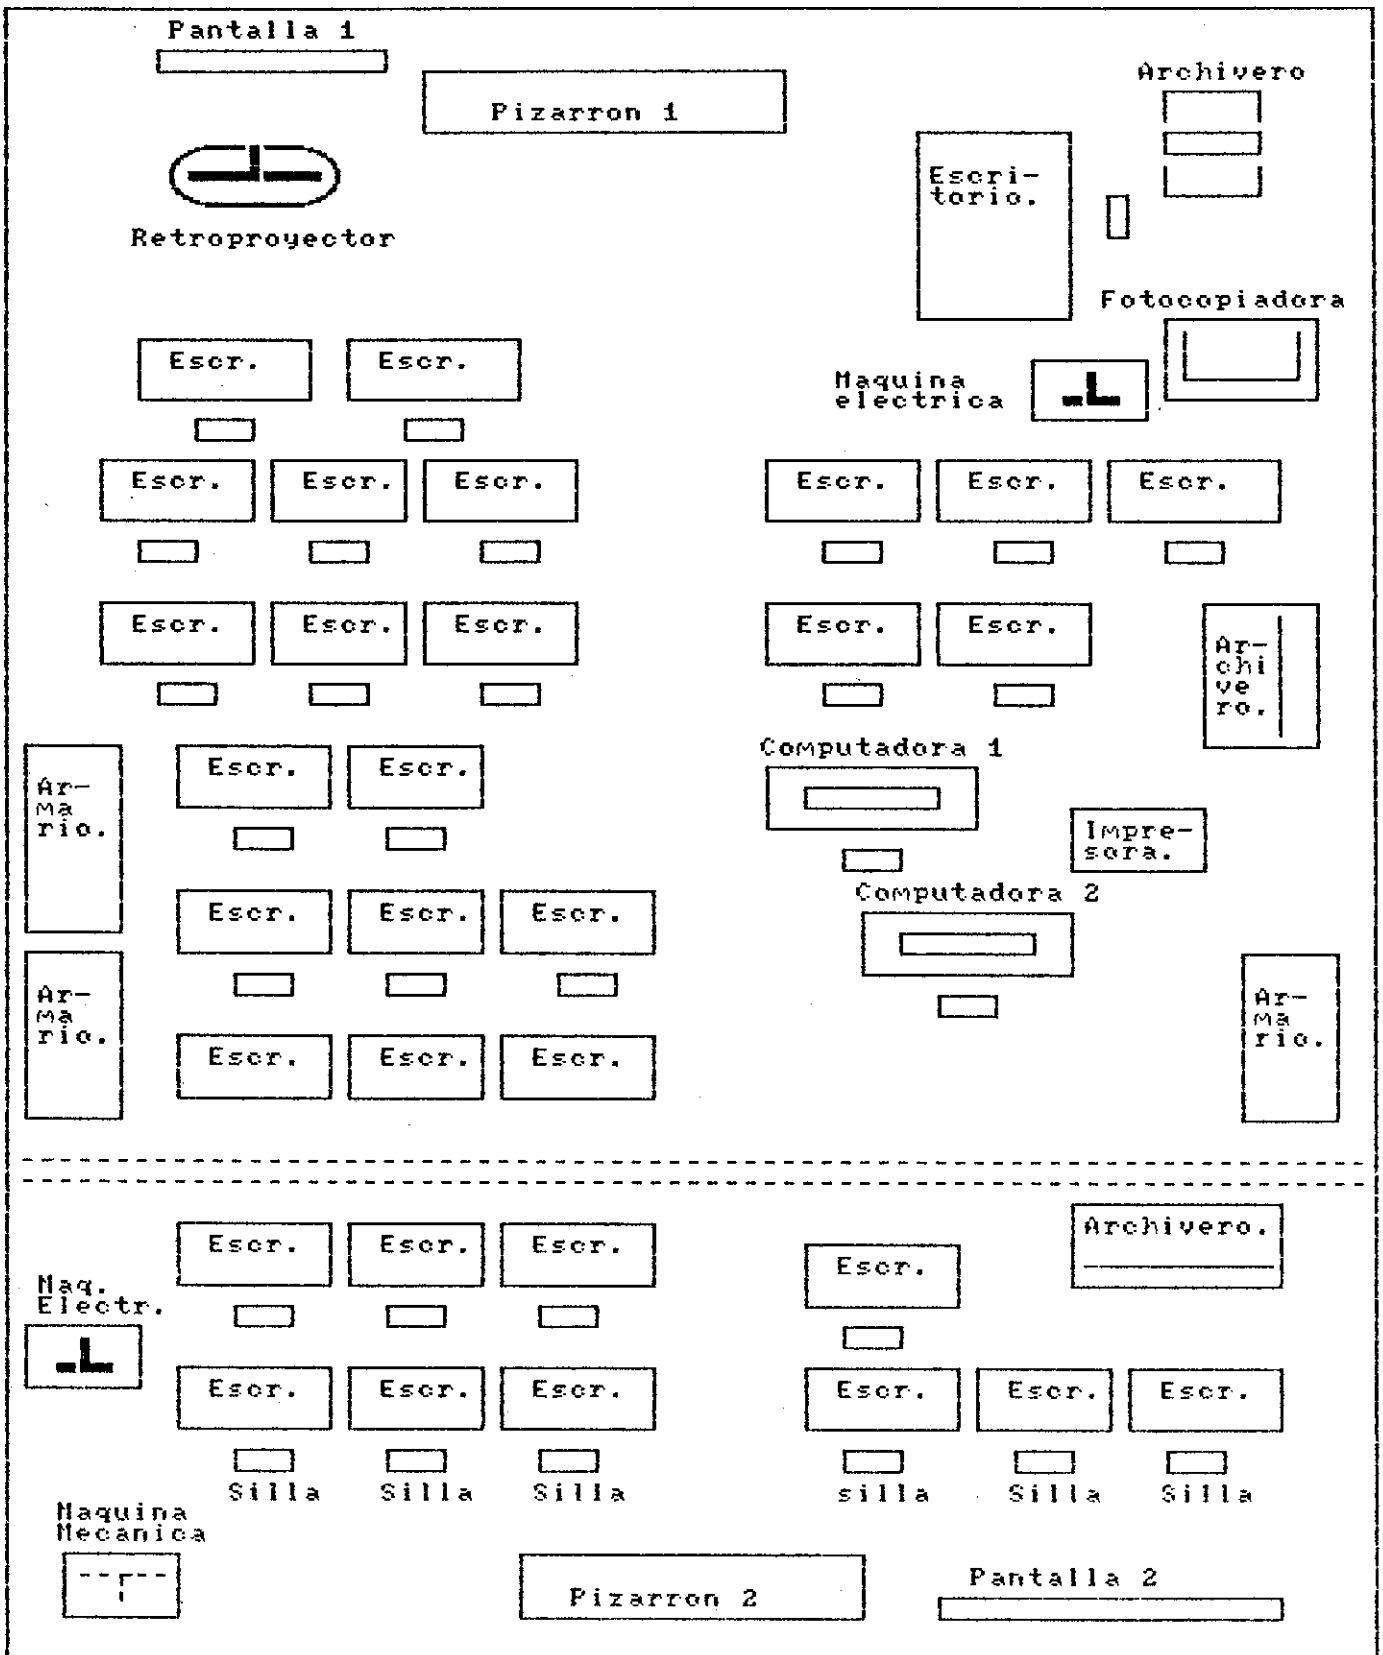 Pantalla 1
Archivero
Pizarron 1
Escri-
torio.
Retroproyector
Fotocopiadora
Escr. Escr.
Maquina
electrica
Escr. Escr. Escr. Escr. Escr. Escr.
Escr. Escr. Escr. Escr. Escr.
Ar-
chi
ve
ro.
Computadora 1
Escr. Escr.
Ar-
ma
rio.
Impre-
sora.
Computadora 2
Escr. Escr. Escr.
Ar-
ma
rio.
Ar-
ma
rio.
Escr. Escr. Escr.
Archivero.
Escr. Escr. Escr.
Escr.
Maq.
Electr.
Escr. Escr. Escr. Escr. Escr. Escr.
Silla Silla Silla silla Silla Silla
Maquina
Mecanica
Pizarron 2
Pantalla 2